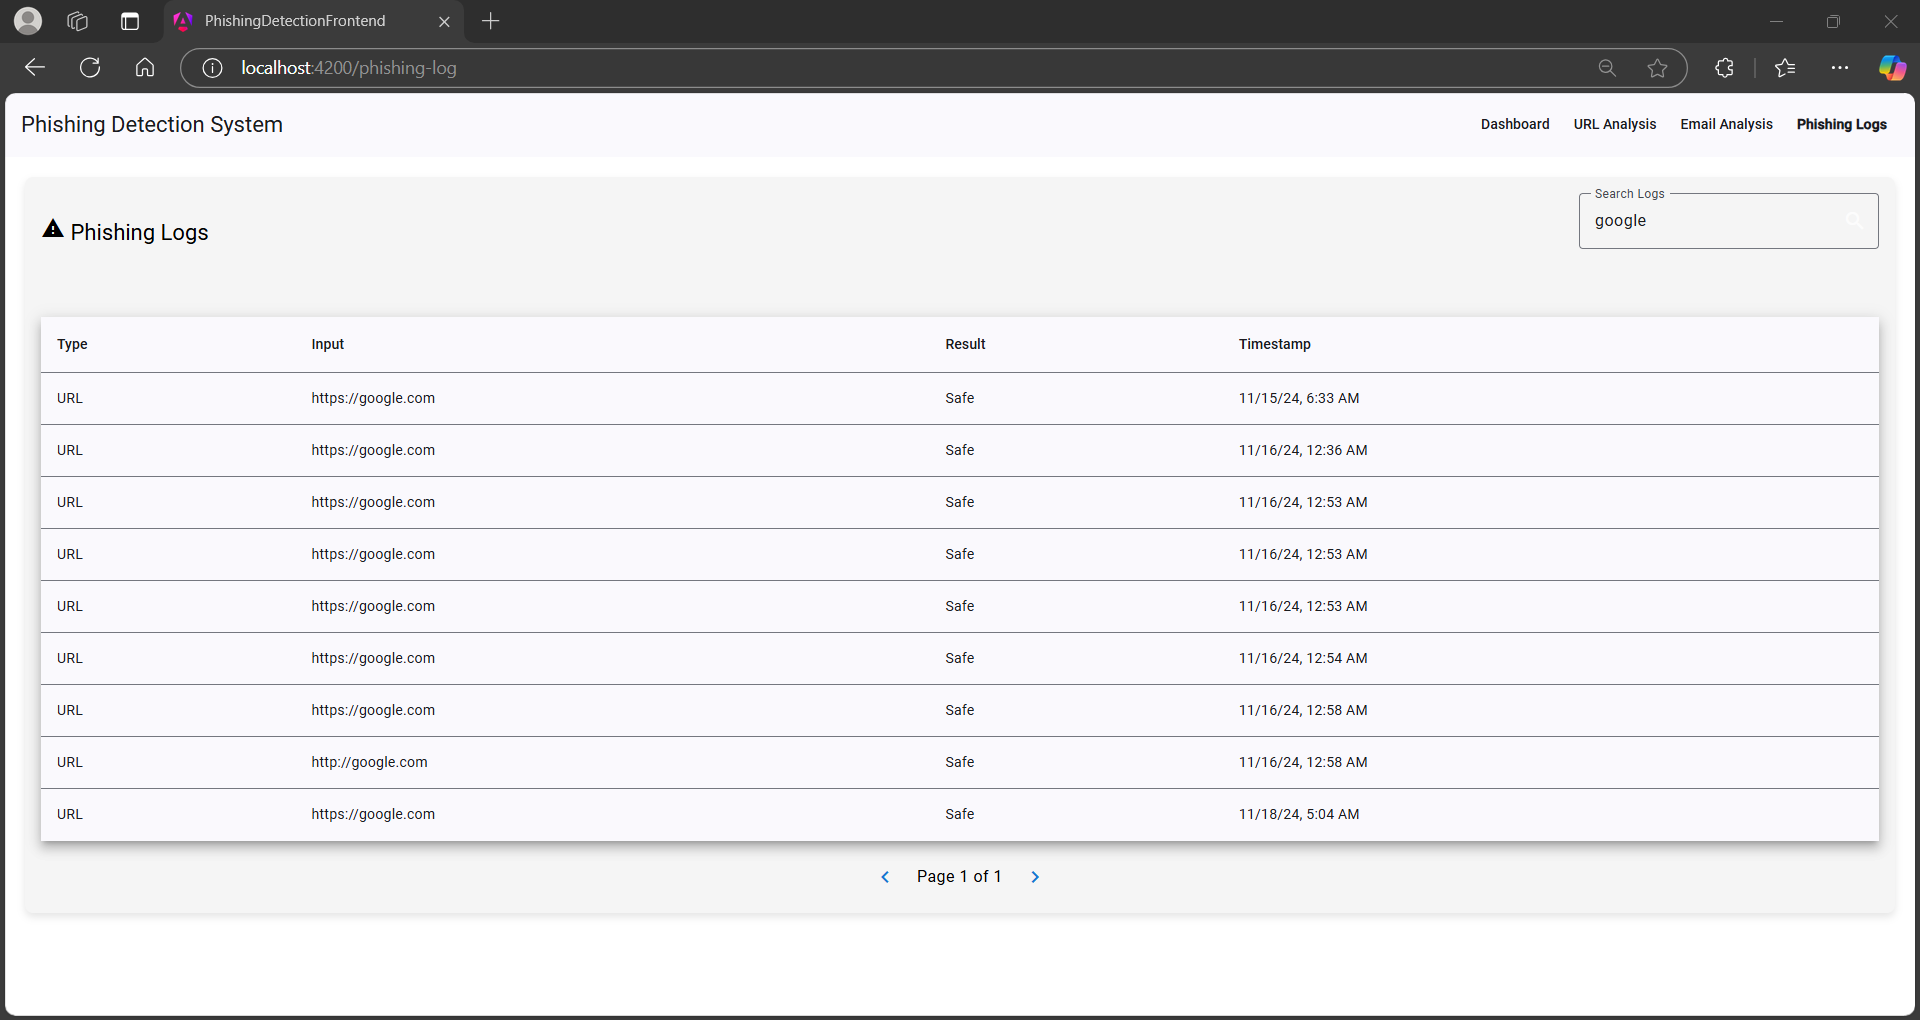 PhishingDetectionFrontend
localhost:4200/phishing-log
Phishing Detection System
Dashboard URL Analysis Email Analysis Phishing Logs
Search Logs
google
Phishing Logs
Type Input Result Timestamp
URL https://google.com Safe 11/15/24, 6:33 AM
URL https://google.com Safe 11/16/24, 12:36 AM
URL https://google.com Safe 11/16/24, 12:53 AM
URL https://google.com Safe 11/16/24, 12:53 AM
URL https://google.com Safe 11/16/24, 12:53 AM
URL https://google.com Safe 11/16/24, 12:54 AM
URL https://google.com Safe 11/16/24, 12:58 AM
URL http://google.com Safe 11/16/24, 12:58 AM
URL https://google.com Safe 11/18/24, 5:04 AM
Page 1 of 1